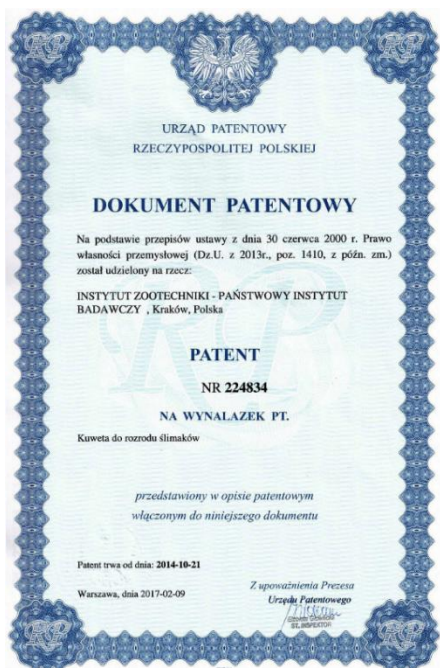 URZĄD PATENTOWY
RZECZYPOSPOLITEJ POLSKIEJ
DOKUMENT PATENTOWY
Na podstawie przepisów ustawy z dnia 30 czerwca 2000 r. Prawo
własności przemysłowej (Dz.U. z 2013r., poz. 1410, z późn. zm.)
został udzielony na rzecz:
INSTYTUT ZOOTECHNIKI - PAŃSTWOWY INSTYTUT
BADAWCZY , Kraków, Polska
PATENT
NR 224834
NA WYNALAZEK PT.
Kuweta do rozrodu ślimaków
przedstawiony w opisie patentowym
włączonym do niniejszego dokumentu
Patent trwa od dnia: 2014-10-21
Warszawa, dnia 2017-02-09
Z upoważnienia Prezesa
Urzędu Patentowego
ST. INSPEKTOR